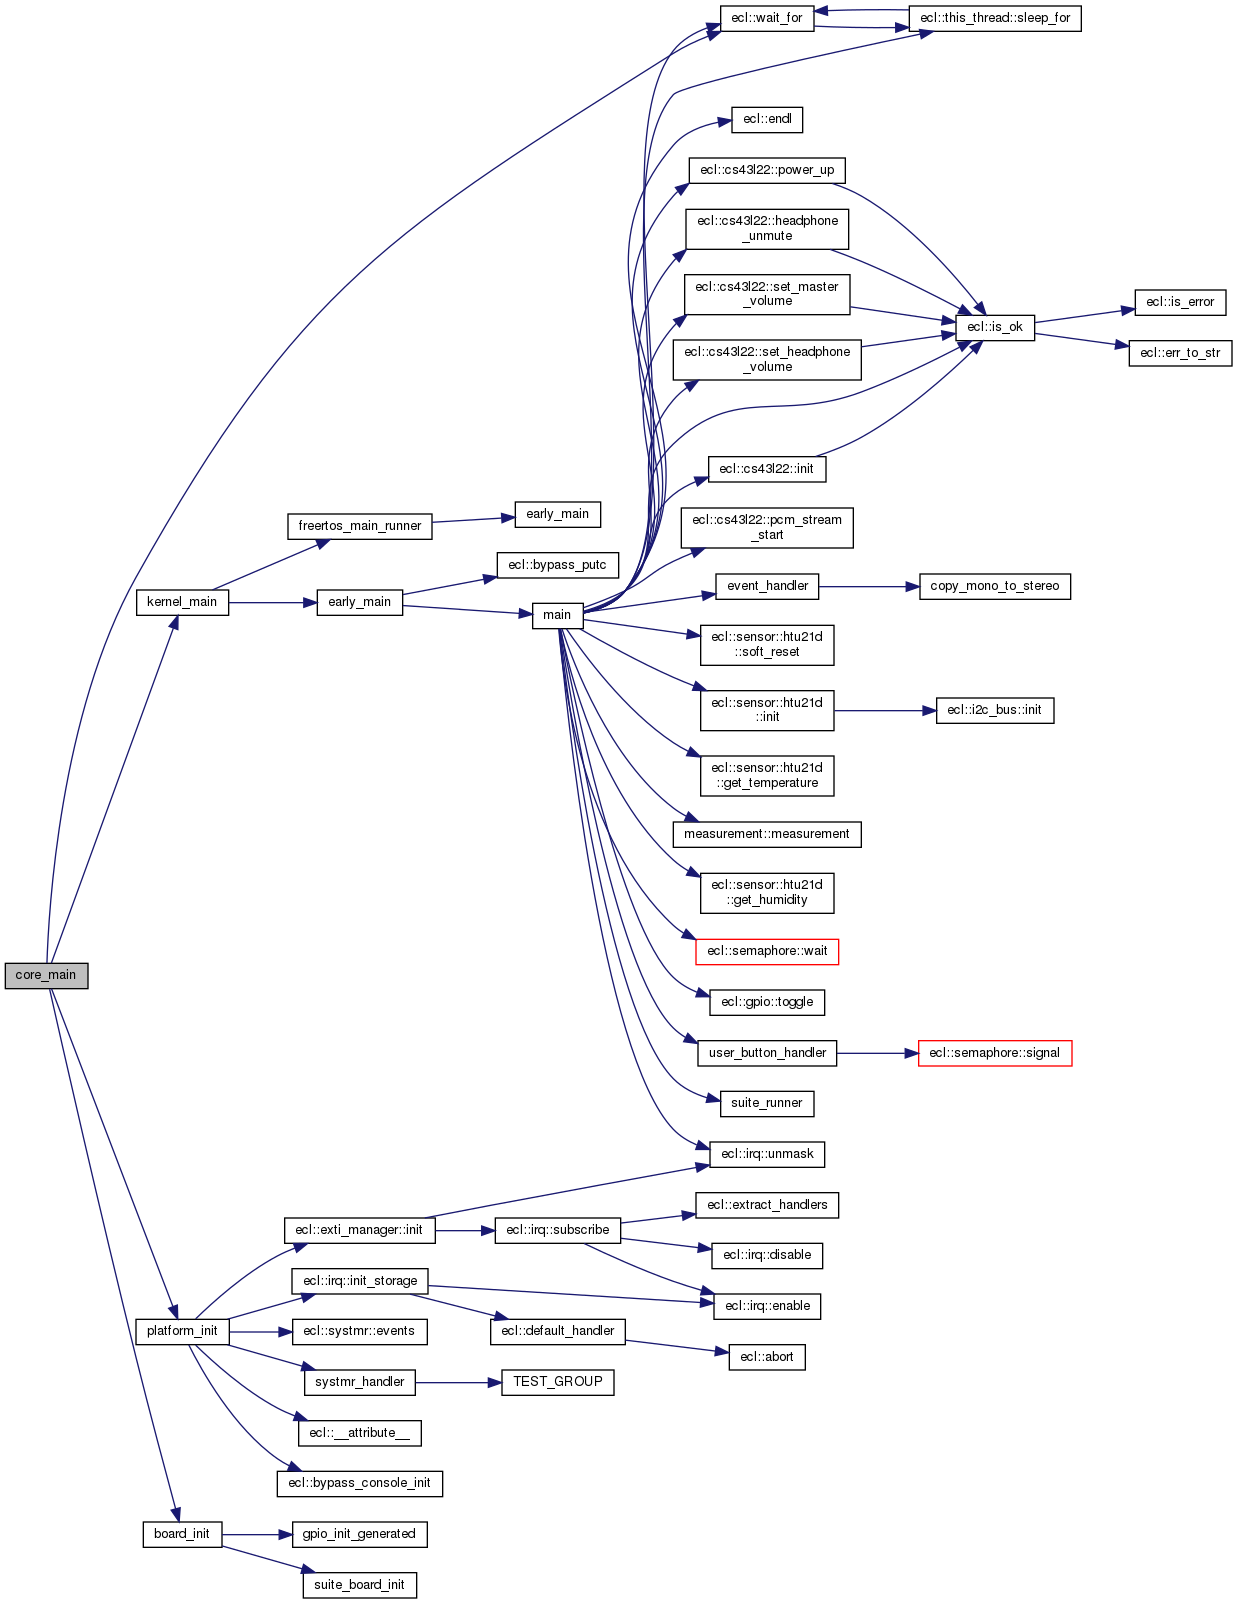 ecl::wait_for
ecl::this_thread::sleep_for
ecl::endl
ecl::cs43l22::power_up
ecl::cs43l22::headphone
_unmute
ecl::cs43l22::set_master
_volume
ecl::is_error
ecl::is_ok
ecl::err_to_str
ecl::cs43l22::set_headphone
_volume
ecl::cs43l22::init
freertos_main_runner
early_main
ecl::cs43l22::pcm_stream
_start
ecl::bypass_putc
kernel_main
early_main
main
event_handler
copy_mono_to_stereo
ecl::sensor::htu21d
::soft_reset
ecl::sensor::htu21d
::init
ecl::i2c_bus::init
ecl::sensor::htu21d
::get_temperature
measurement::measurement
ecl::sensor::htu21d
::get_humidity
ecl::semaphore::wait
core_main
ecl::gpio::toggle
user_button_handler
ecl::semaphore::signal
suite_runner
ecl::irq::unmask
ecl::exti_manager::init
ecl::irq::subscribe
ecl::extract_handlers
ecl::irq::disable
ecl::irq::init_storage
ecl::irq::enable
platform_init
ecl::systmr::events
ecl::default_handler
ecl::abort
systmr_handler
TEST_GROUP
ecl::__attribute__
ecl::bypass_console_init
board_init
gpio_init_generated
suite_board_init